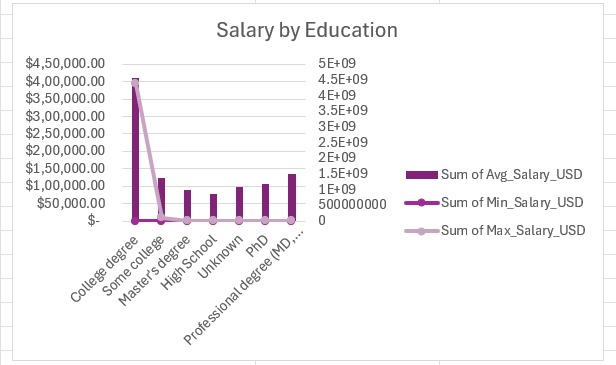 Salary by Education
$4,50,000.00
$4,00,000.00
$3,50,000.00
$3,00,000.00
$2,50,000.00
$2,00,000.00
$1,50,000.00
$1,00,000.00
$50,000.00
$-
5E+09
4.5E+09
4E+09
3.5E+09
3E+09
2.5E+09
2E+09
1.5E+09
1E+09
500000000
0
College degree
Some college
Master's degree
High School
Unknown
PhD
Professional degree (MD,...
Sum of Avg_Salary_USD
Sum of Min_Salary_USD
Sum of Max_Salary_USD